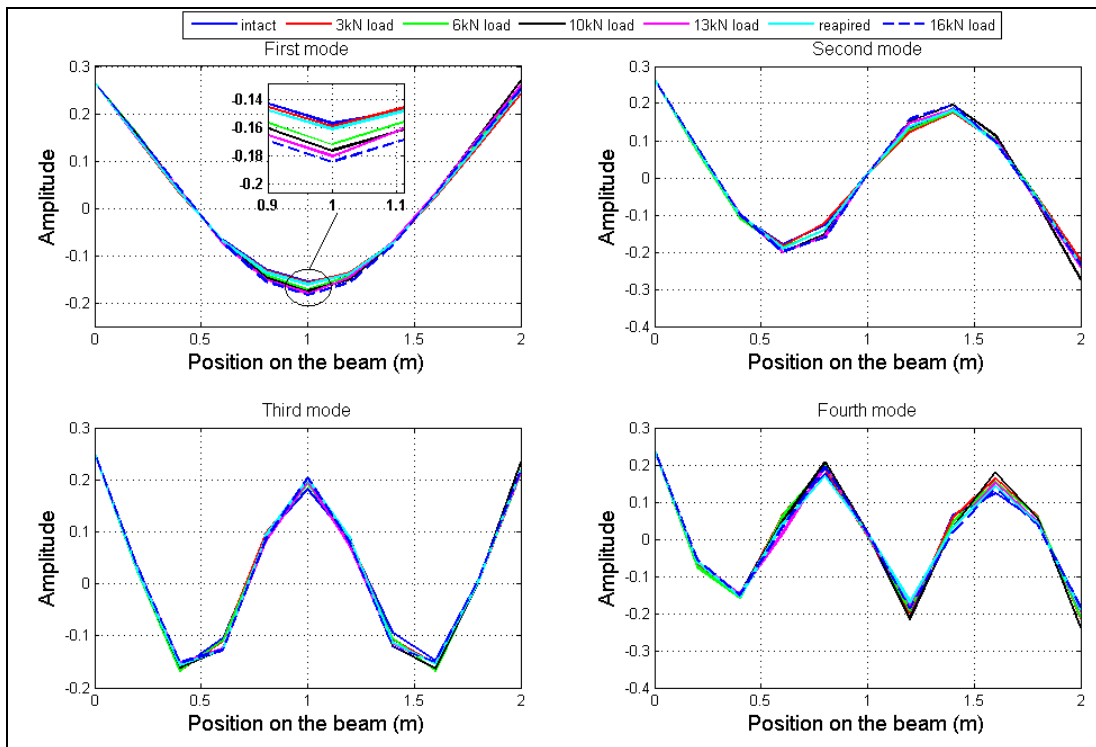 intact 3kN load 6kN load 10kN load 13kN load reapired 16kN load
First mode
0.3
0.2
0.1
0
-0.1
-0.2
Amplitude
0 0.5 1 1.5 2
Position on the beam (m)
-0.14
-0.16
-0.18
-0.2
0.9 1 1.1
Second mode
0.3
0.2
0.1
0
-0.1
-0.2
-0.3
-0.4
Amplitude
0 0.5 1 1.5 2
Position on the beam (m)
Third mode
0.3
0.2
0.1
0
-0.1
-0.2
Amplitude
0 0.5 1 1.5 2
Position on the beam (m)
Fourth mode
0.3
0.2
0.1
0
-0.1
-0.2
-0.3
-0.4
Amplitude
0 0.5 1 1.5 2
Position on the beam (m)